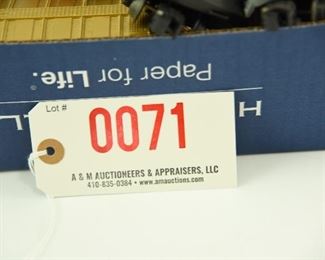 Paper for Life.
H
L
Lot #
0071
A & M AUCTIONEERS & APPRAISERS, LLC
410-835-0384 • www.amauctions.com